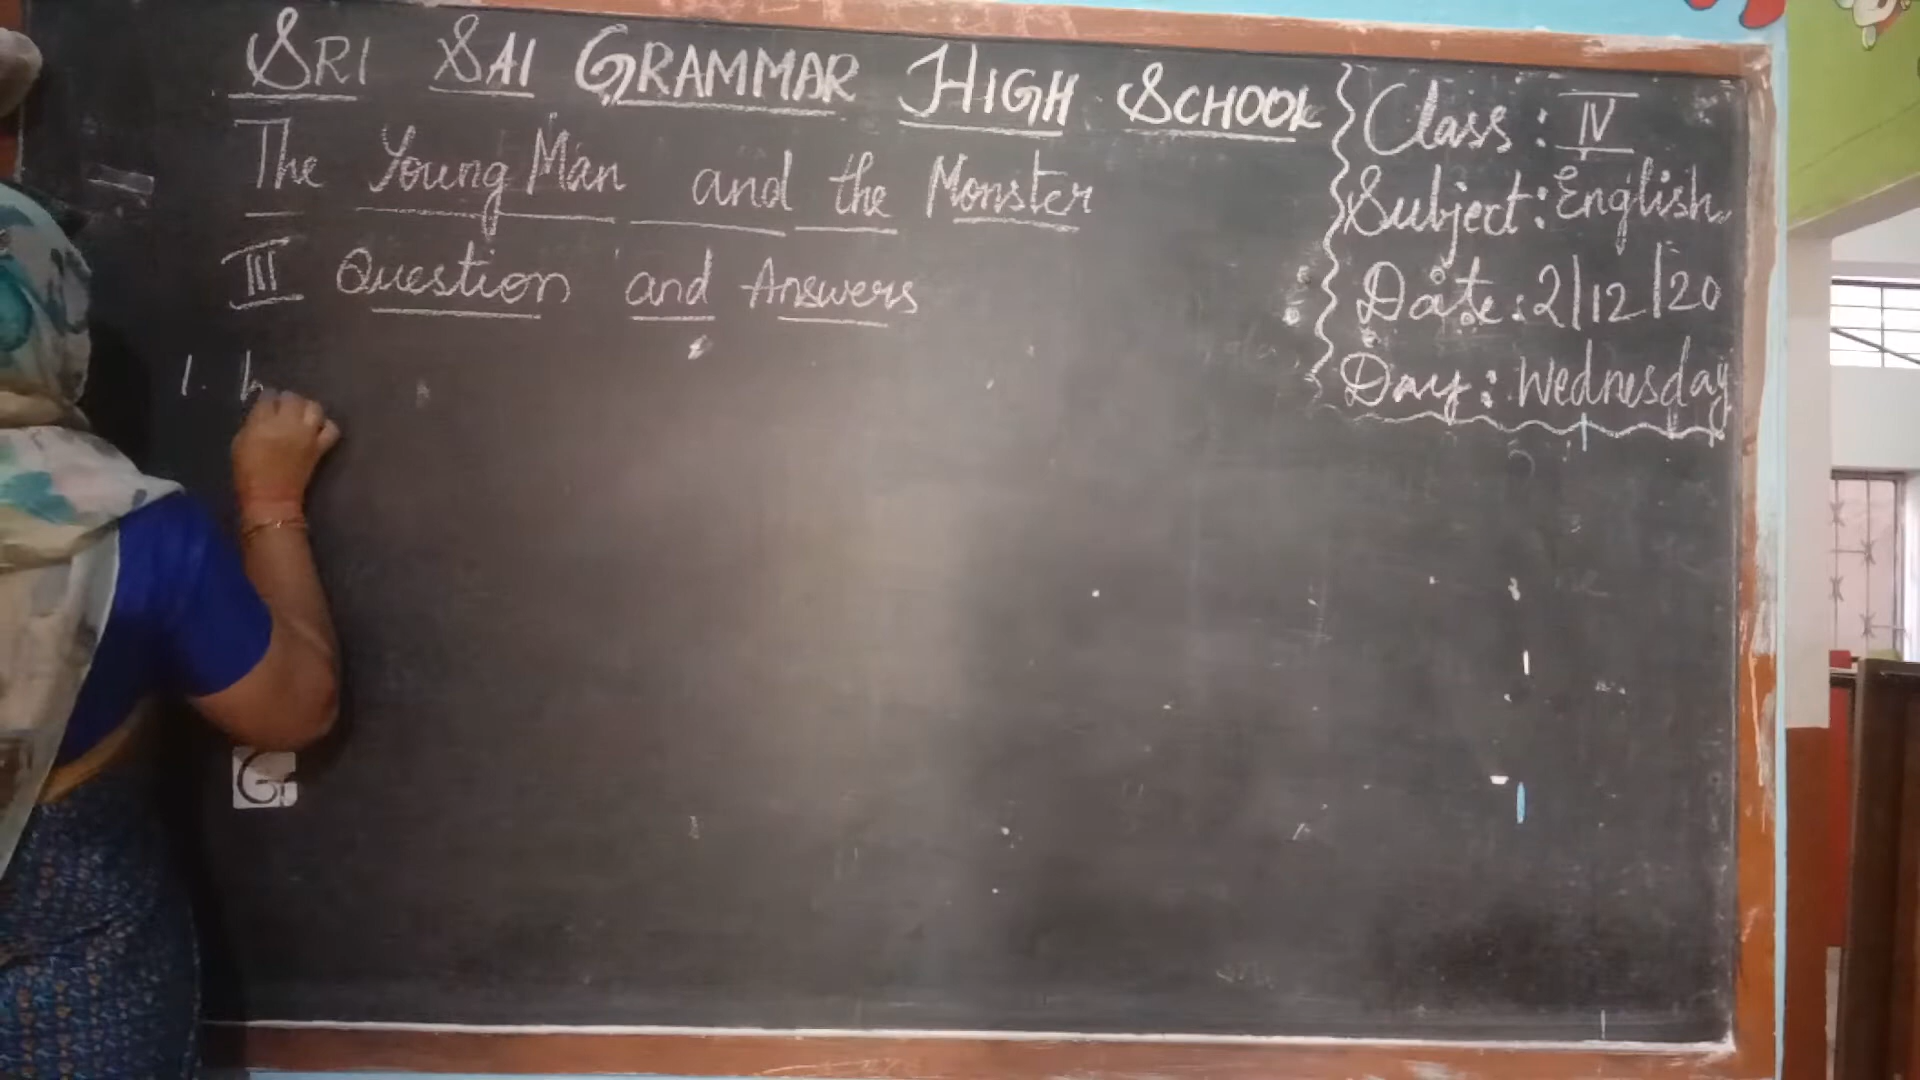 SRI SAI GRAMMAR HIGH SCHOOL
The Young Man and the Monster
III Question and Answers
1.
Class: IV
Subject: English
Date: 2/12/20
Day: Wednesday
G